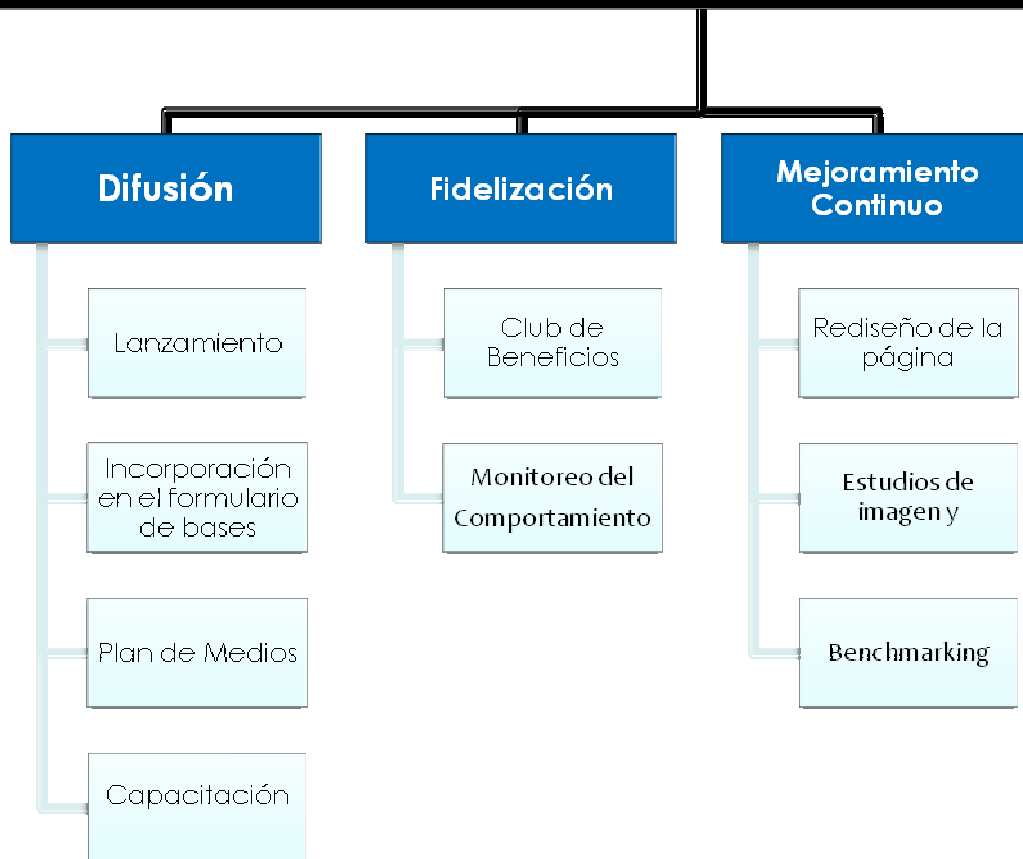 Difusión
Lanzamiento
Incorporación
en el formulario
de bases
Plan de Medios
Capacitación
Fidelización
Club de
Beneficios
Monitoreo del
Comportamiento
Mejoramiento
Continuo
Rediseño de la
página
Estudios de
imagen y
Benchmarking